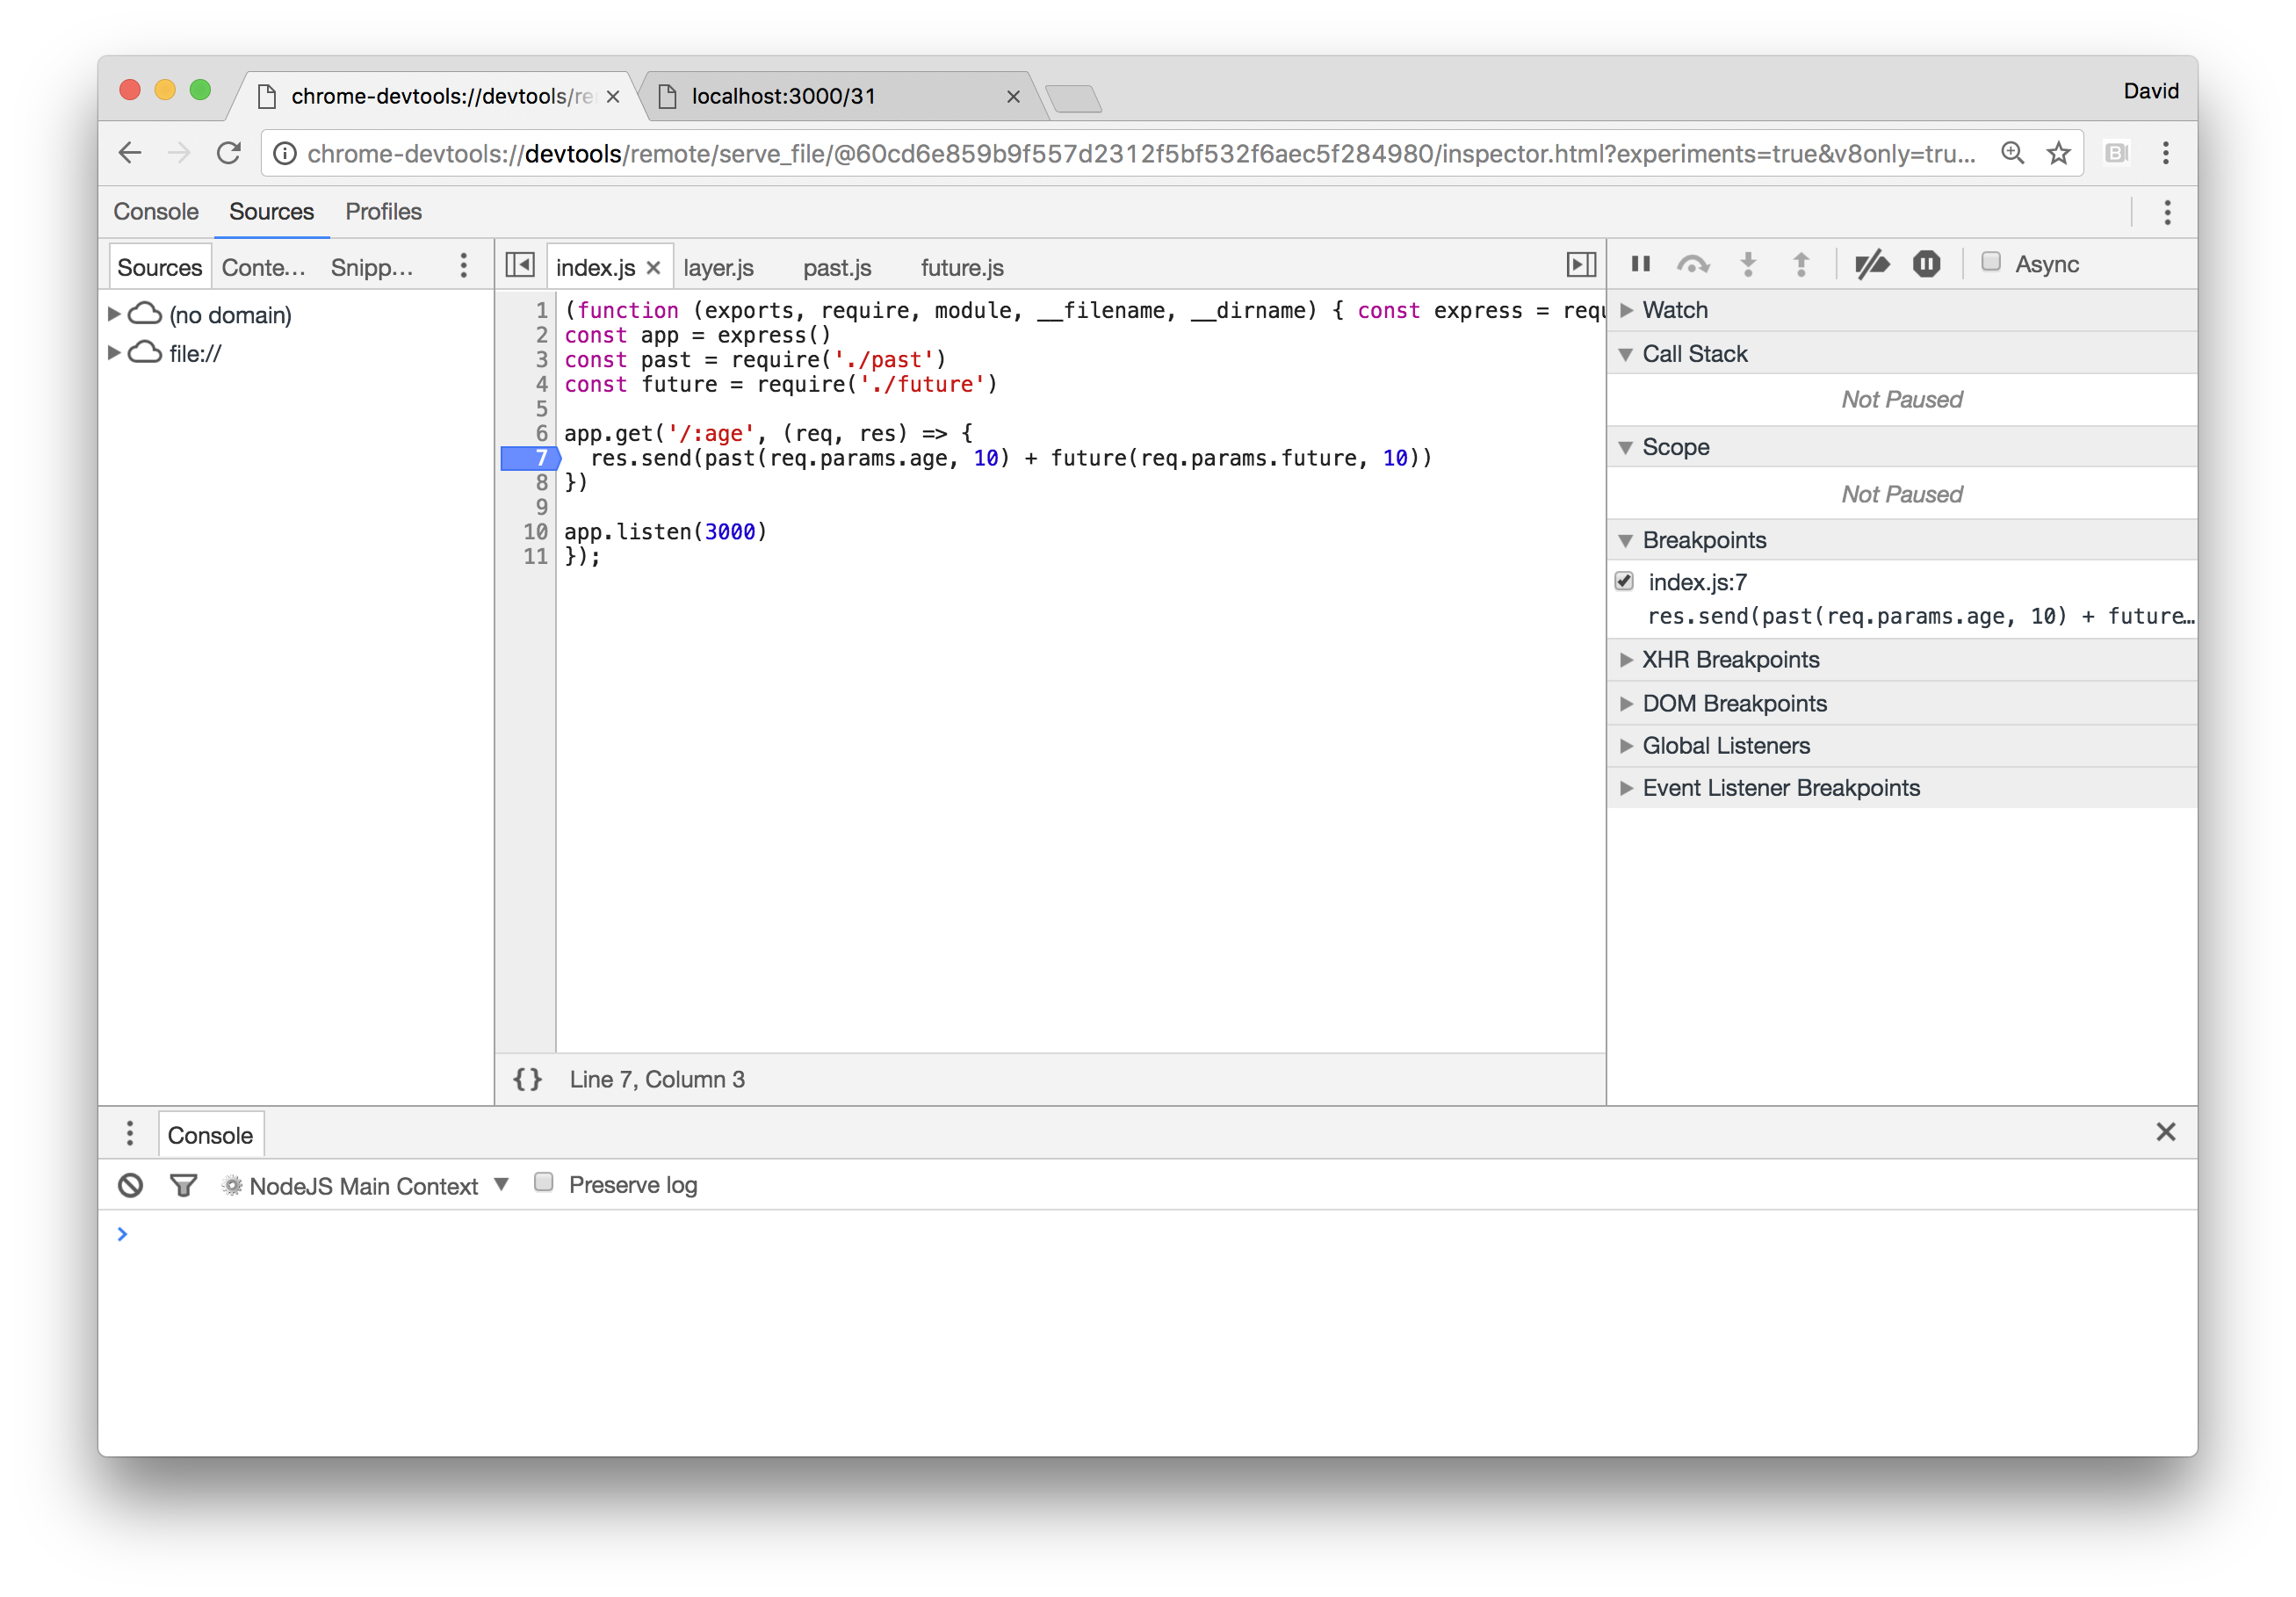 chrome-devtools://devtools/re
localhost:3000/31
David
chrome-devtools://devtools/remote/serve_file/@60cd6e859b9f557d2312f5bf532f6aec5f284980/inspector.html?experiments=true&v8only=tru...
Console Sources Profiles
Sources Conte... Snipp...
(no domain)
file://
index.js layer.js past.js future.js
1 (function (exports, require, module, __filename, __dirname) { const express = requ
2 const app = express()
3 const past = require('./past')
4 const future = require('./future')
5
6 app.get('/:age', (req, res) => {
7 res.send(past(req.params.age, 10) + future(req.params.future, 10))
8 })
9
10 app.listen(3000)
11 });
{} Line 7, Column 3
Async
Watch
Call Stack
Not Paused
Scope
Not Paused
Breakpoints
index.js:7
res.send(past(req.params.age, 10) + future…
XHR Breakpoints
DOM Breakpoints
Global Listeners
Event Listener Breakpoints
Console
NodeJS Main Context Preserve log
>